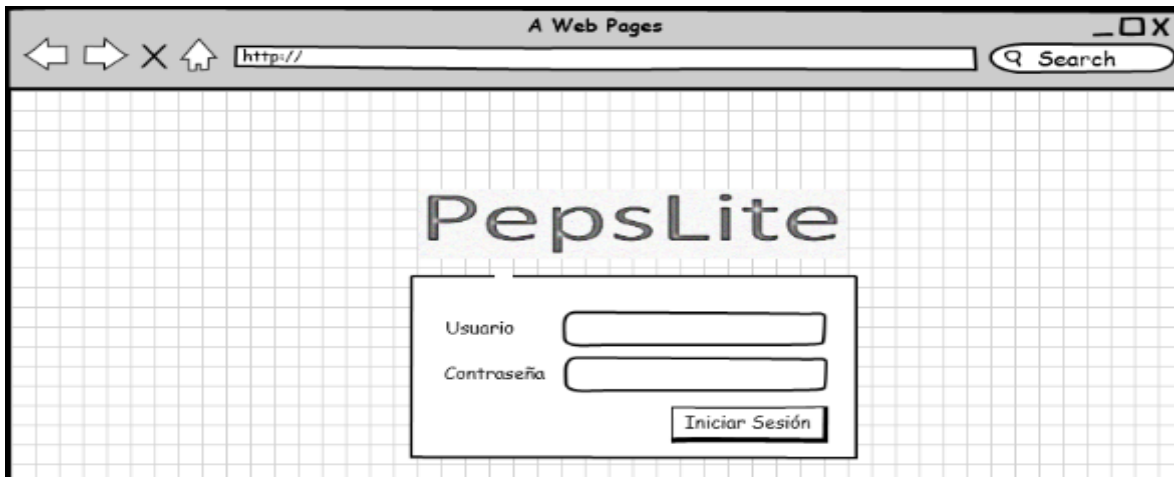 A Web Pages
http://
Search
PepsLite
Usuario
Contraseña
Iniciar Sesión